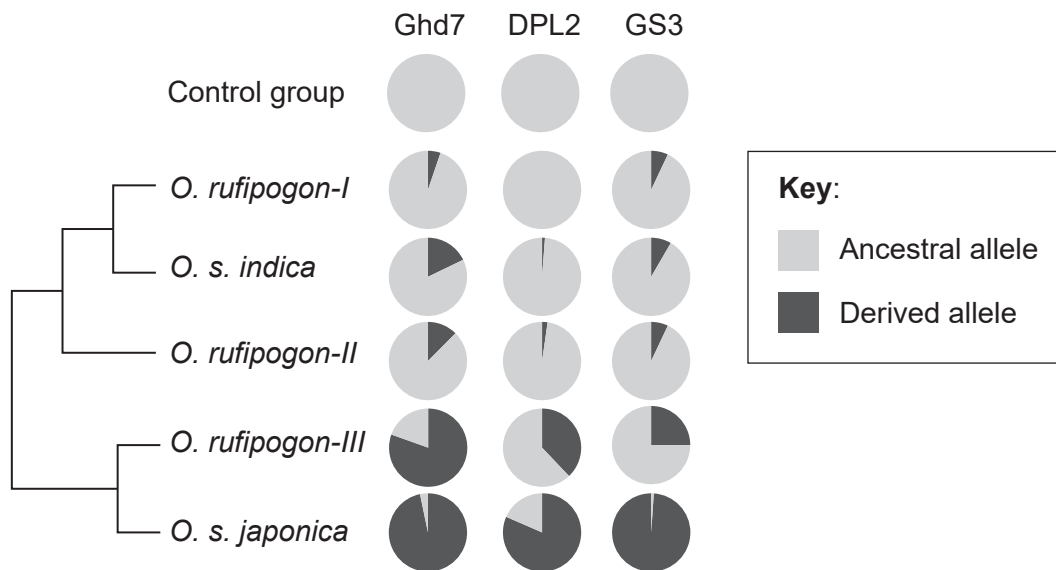 Ghd7 DPL2 GS3
Control group
O. rufipogon-I
O. s. indica
O. rufipogon-II
O. rufipogon-III
O. s. japonica
Key:
Ancestral allele
Derived allele